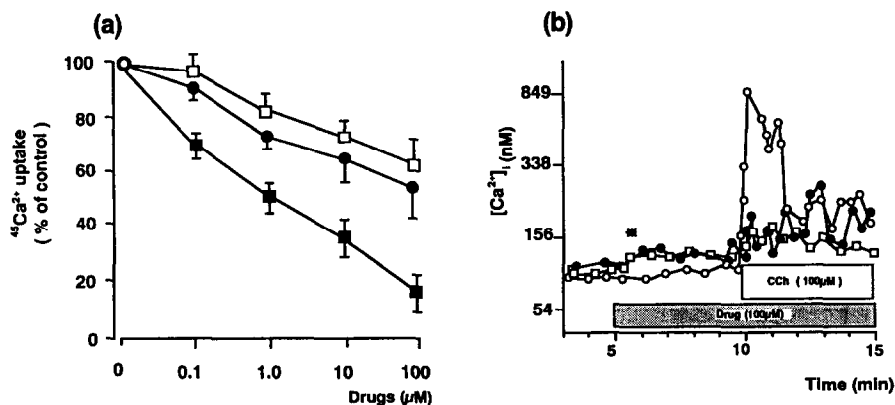 (a)
100
80
60
40
20
0
⁴⁵Ca²⁺ uptake
( % of control )
0 0.1 1.0 10 100
Drugs (µM)
(b)
849
338
156
54
[Ca²⁺]i (nM)
*
CCh ( 100µM )
Drug (100µM)
5 10 15
Time (min)